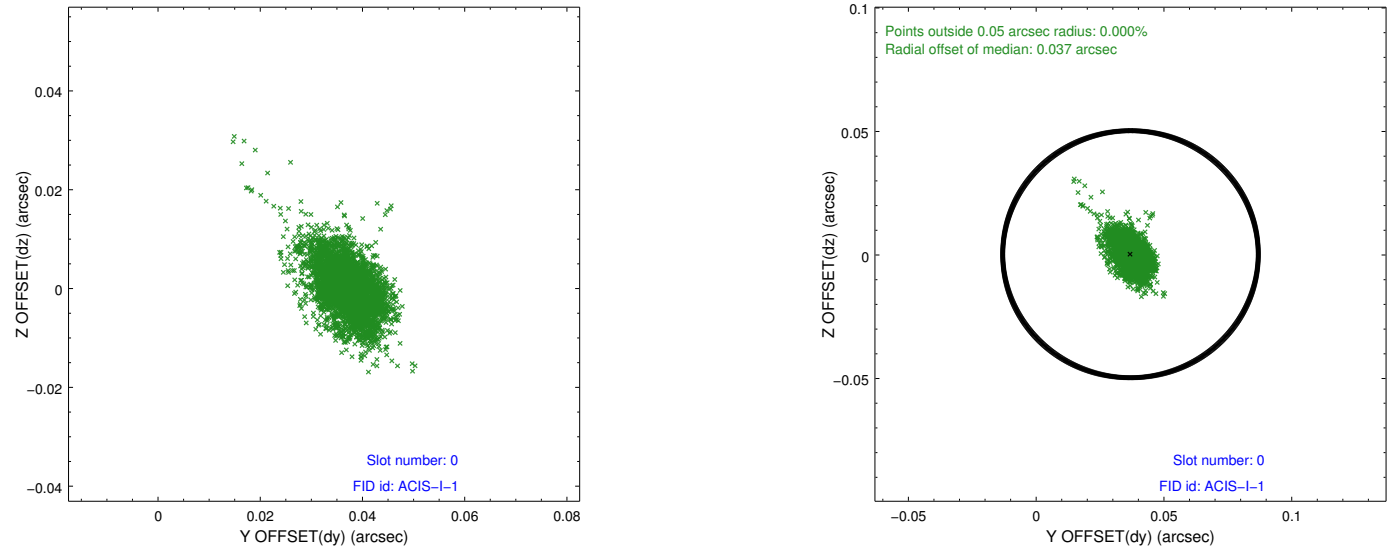 0.04
0.02
0
−0.02
−0.04
0
0.02
0.04
0.06
0.08
Z OFFSET(dz) (arcsec)
Y OFFSET(dy) (arcsec)
Slot number: 0
FID id: ACIS−I−1
Points outside 0.05 arcsec radius: 0.000%
Radial offset of median: 0.037 arcsec
0.1
0.05
0
−0.05
−0.05
0
0.05
0.1
Z OFFSET(dz) (arcsec)
Y OFFSET(dy) (arcsec)
Slot number: 0
FID id: ACIS−I−1